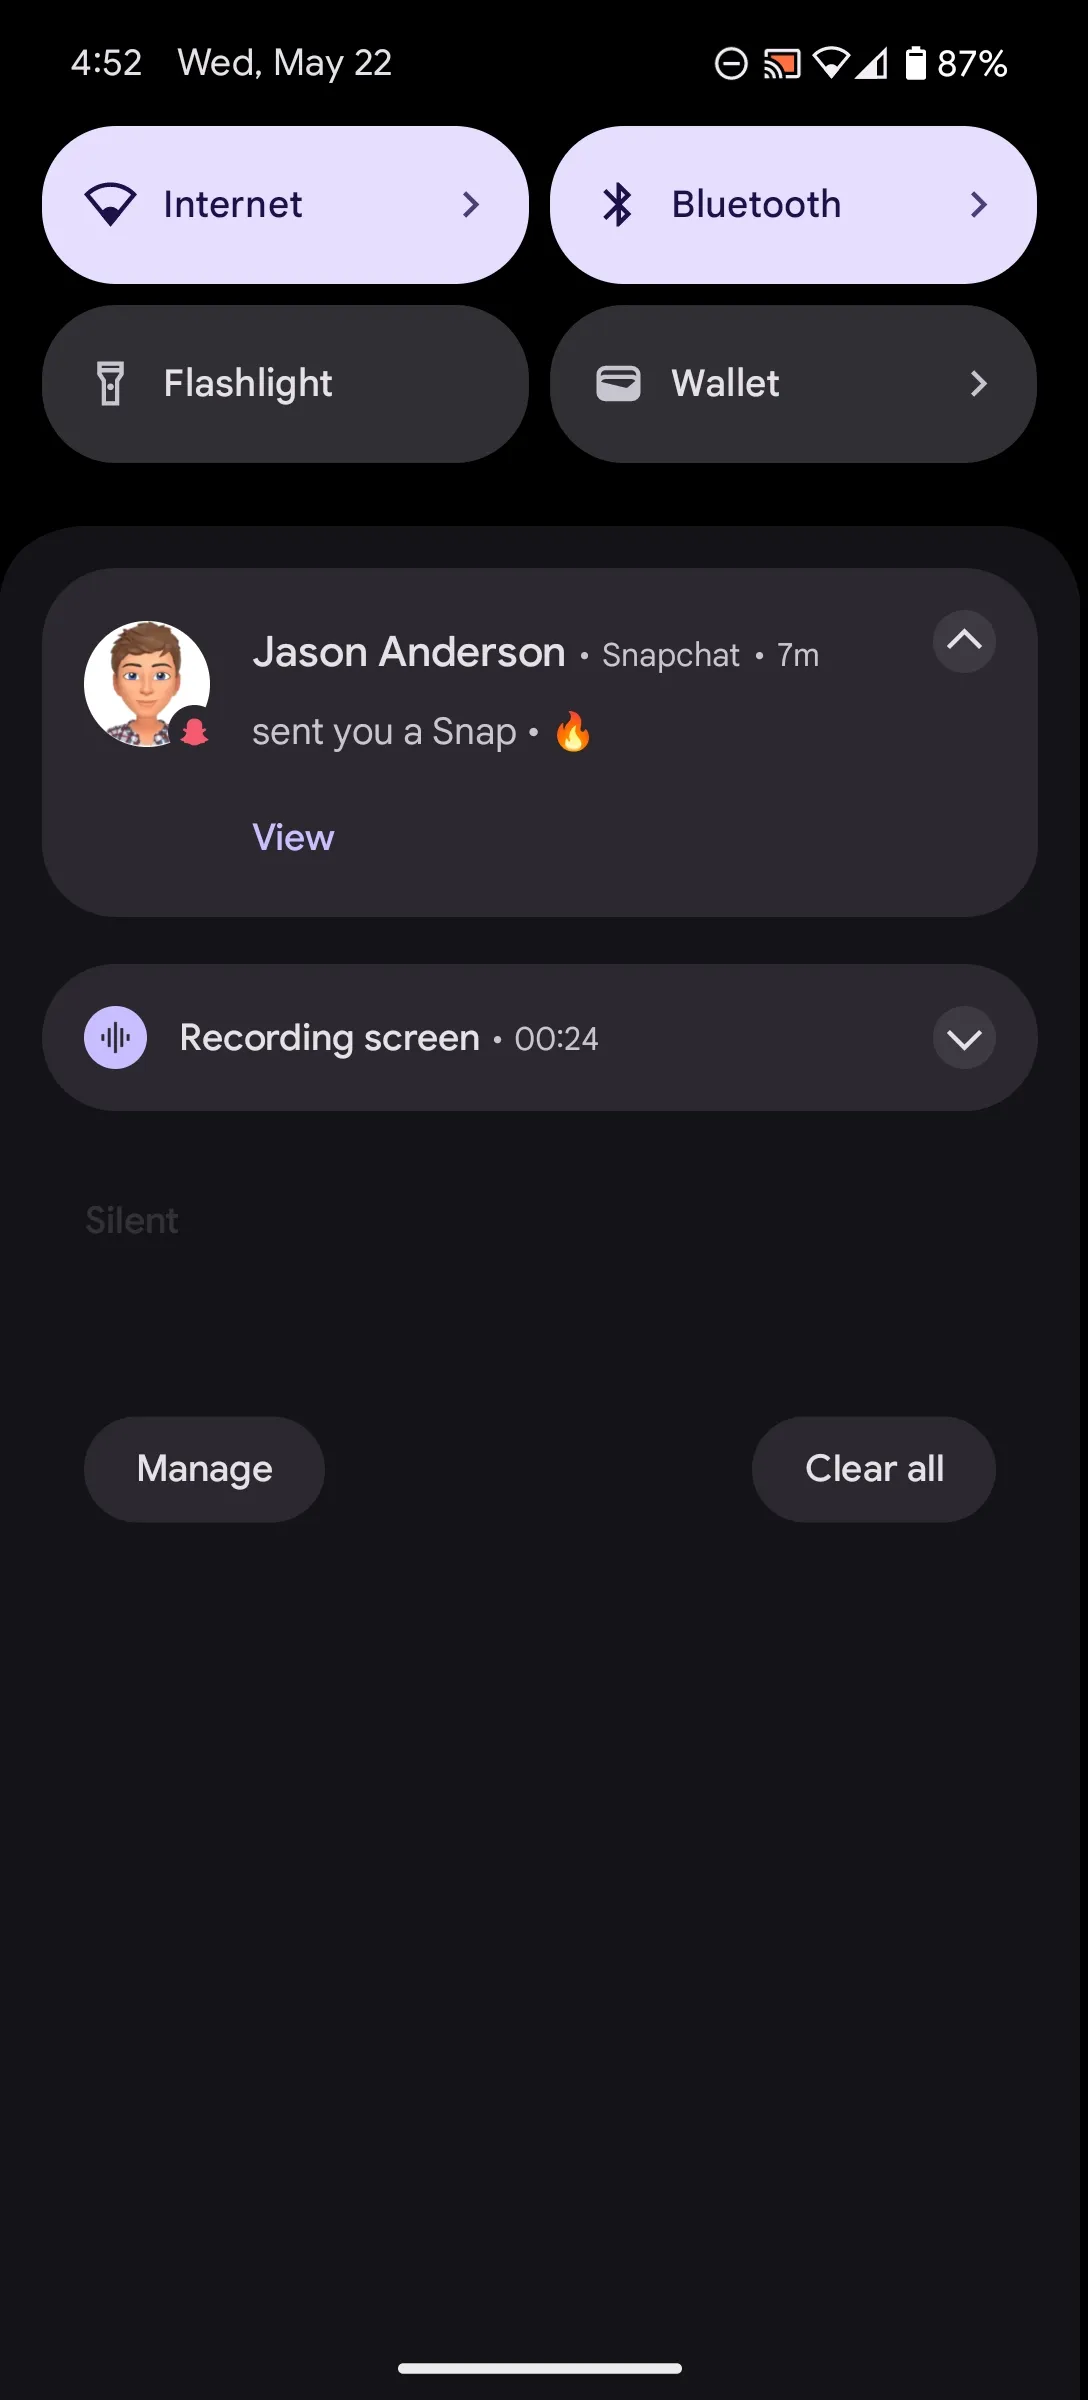 4:52 Wed, May 22 87%
Internet Bluetooth
Flashlight Wallet
Jason Anderson • Snapchat • 7m
sent you a Snap • 🔥
View
Recording screen • 00:24
Silent
Manage Clear all